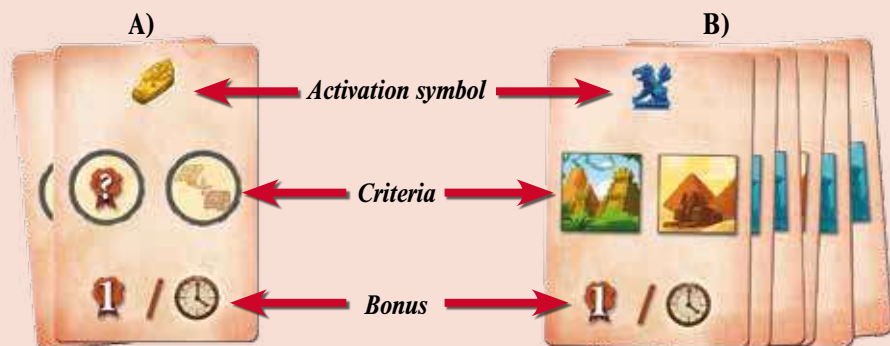 A)
B)
Activation symbol
?
Criteria
1 /
Bonus
1 /